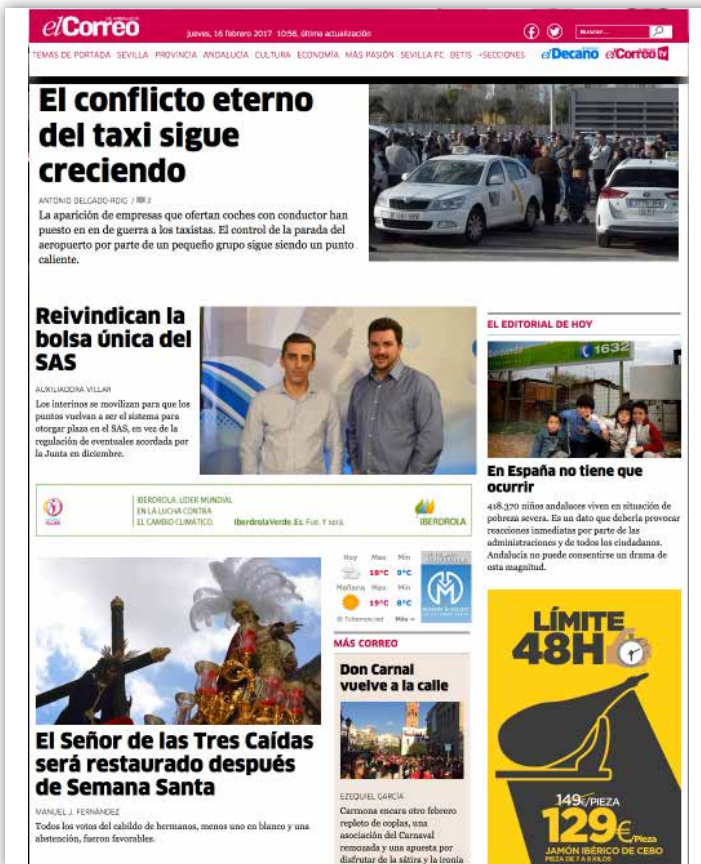 elCorreo
DE ANDALUCÍA
jueves, 16 febrero 2017 10:56, última actualización
Buscar...
TEMAS DE PORTADA SEVILLA PROVINCIA ANDALUCÍA CULTURA ECONOMÍA MÁS PASIÓN SEVILLA FC BETIS +SECCIONES elDecano elCorreo tv
El conflicto eterno
del taxi sigue
creciendo
ANTONIO DELGADO-ROIG / 2
La aparición de empresas que ofertan coches con conductor han
puesto en en de guerra a los taxistas. El control de la parada del
aeropuerto por parte de un pequeño grupo sigue siendo un punto
caliente.
Reivindican la
bolsa única del
SAS
AUXILIADORA VILLAR
Los interinos se movilizan para que los
puntos vuelvan a ser el sistema para
otorgar plaza en el SAS, en vez de la
regulación de eventuales acordada por
la Junta en diciembre.
EL EDITORIAL DE HOY
1632
En España no tiene que
ocurrir
418.370 niños andaluces viven en situación de
pobreza severa. Es un dato que debería provocar
reacciones inmediatas por parte de las
administraciones y de todos los ciudadanos.
Andalucía no puede consentirse un drama de
esta magnitud.
IBERDROLA, LÍDER MUNDIAL
EN LA LUCHA CONTRA
EL CAMBIO CLIMÁTICO. IberdrolaVerde.Es. Fue. Y será.
IBERDROLA
Hoy Max Min
18ºC 9ºC
Mañana Max Min
19ºC 8ºC
© Tutiempo.net Más »
El Señor de las Tres Caídas
será restaurado después
de Semana Santa
MANUEL J. FERNÁNDEZ
Todos los votos del cabildo de hermanos, menos uno en blanco y una
abstención, fueron favorables.
MÁS CORREO
Don Carnal
vuelve a la calle
EZEQUIEL GARCÍA
Carmona encara otro febrero
repleto de coplas, una
asociación del Carnaval
remozada y una apuesta por
disfrutar de la sátira y la ironía
LÍMITE
48H
149€/PIEZA
129€/Pieza
JAMÓN IBÉRICO DE CEBO
PIEZA DE 7 A 8 KILOS